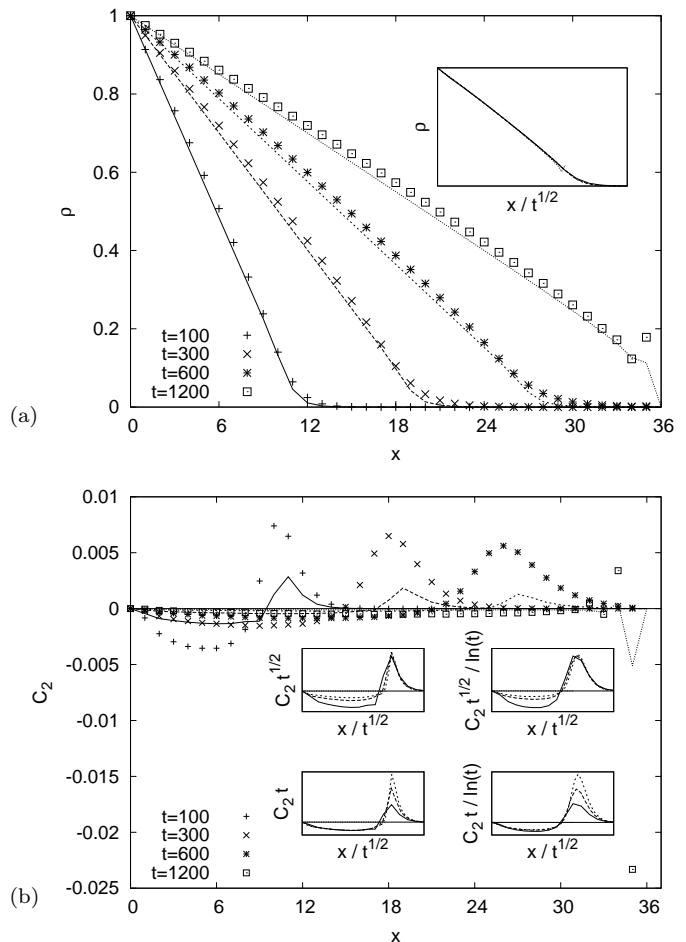 1
0.8
0.6
0.4
0.2
0
ρ
ρ
x / t^{1/2}
t=100
t=300
t=600
t=1200
0 6 12 18 24 30 36
x
(a)
0.01
0.005
0
-0.005
-0.01
-0.015
-0.02
-0.025
C_2
C_2 t^{1/2}
x / t^{1/2}
C_2 t^{1/2} / ln(t)
x / t^{1/2}
C_2 t
x / t^{1/2}
C_2 t / ln(t)
x / t^{1/2}
t=100
t=300
t=600
t=1200
0 6 12 18 24 30 36
x
(b)